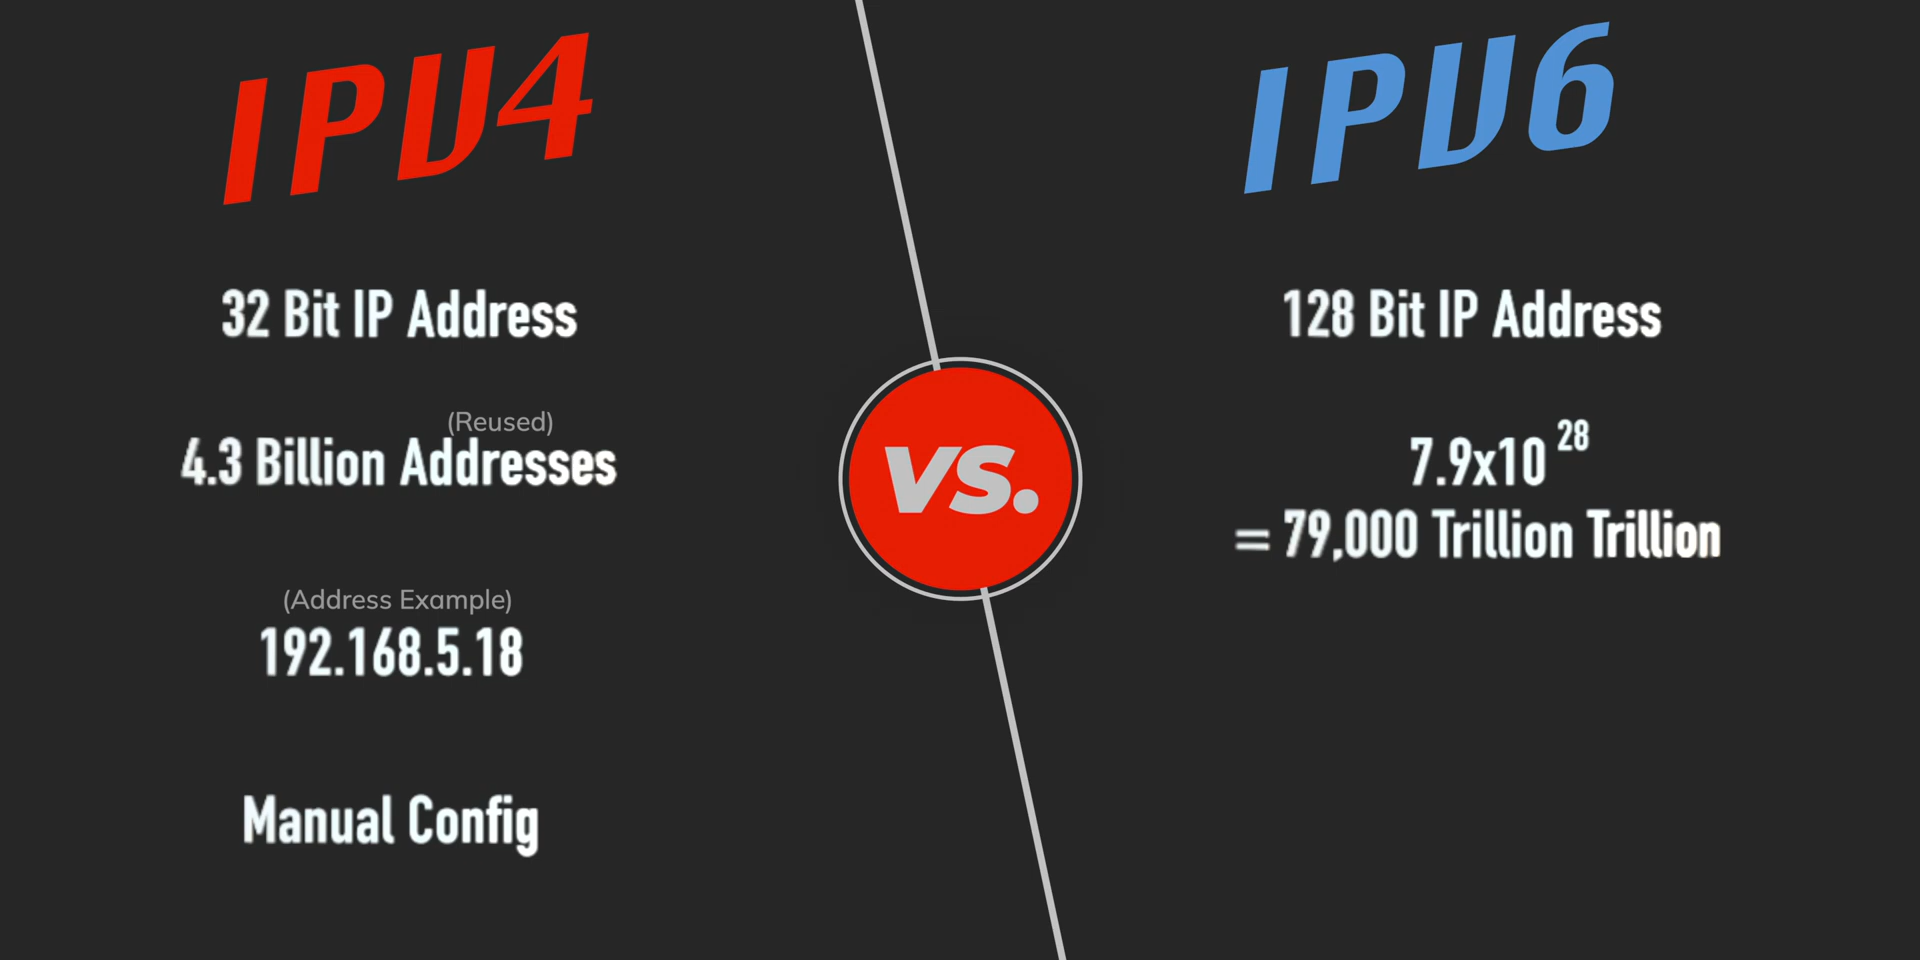 IPV4
32 Bit IP Address
(Reused)
4.3 Billion Addresses
(Address Example)
192.168.5.18
Manual Config
VS.
IPV6
128 Bit IP Address
7.9x10 28
= 79,000 Trillion Trillion